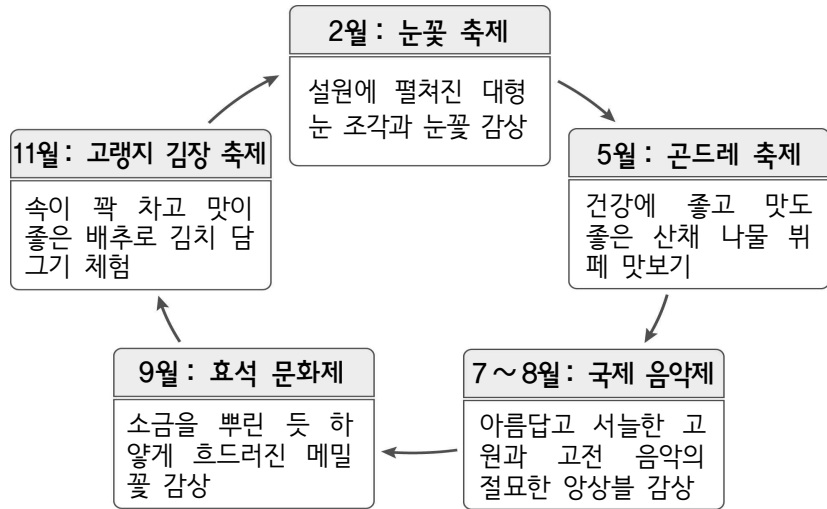 2월 : 눈꽃 축제
설원에 펼쳐진 대형
눈 조각과 눈꽃 감상
5월 : 곤드레 축제
건강에 좋고 맛도
좋은 산채 나물 뷔
페 맛보기
7～8월 : 국제 음악제
아름답고 서늘한 고
원과 고전 음악의
절묘한 앙상블 감상
9월 : 효석 문화제
소금을 뿌린 듯 하
얗게 흐드러진 메밀
꽃 감상
11월 : 고랭지 김장 축제
속이 꽉 차고 맛이
좋은 배추로 김치 담
그기 체험